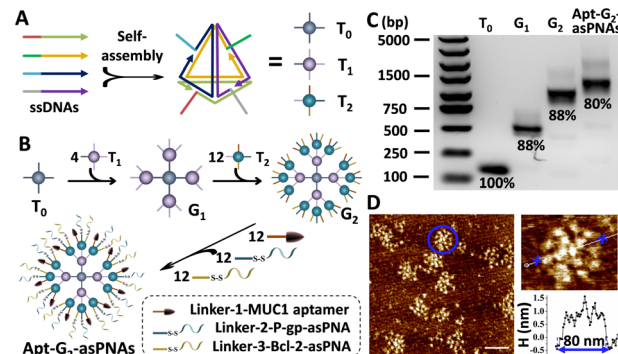 A
Self-
assembly
ssDNAs
=
T0
T1
T2
B
T0
4
T1
G1
12
T2
G2
12
12
s-s
12
s-s
Apt-G2-asPNAs
Linker-1-MUC1 aptamer
s-s
Linker-2-P-gp-asPNA
s-s
Linker-3-Bcl-2-asPNA
C
(bp)
T0
G1
G2
Apt-G2-
asPNAs
5000
1500
750
500
250
100
100%
88%
88%
80%
D
H (nm)
1.5
1.0
0.5
0.0
80 nm